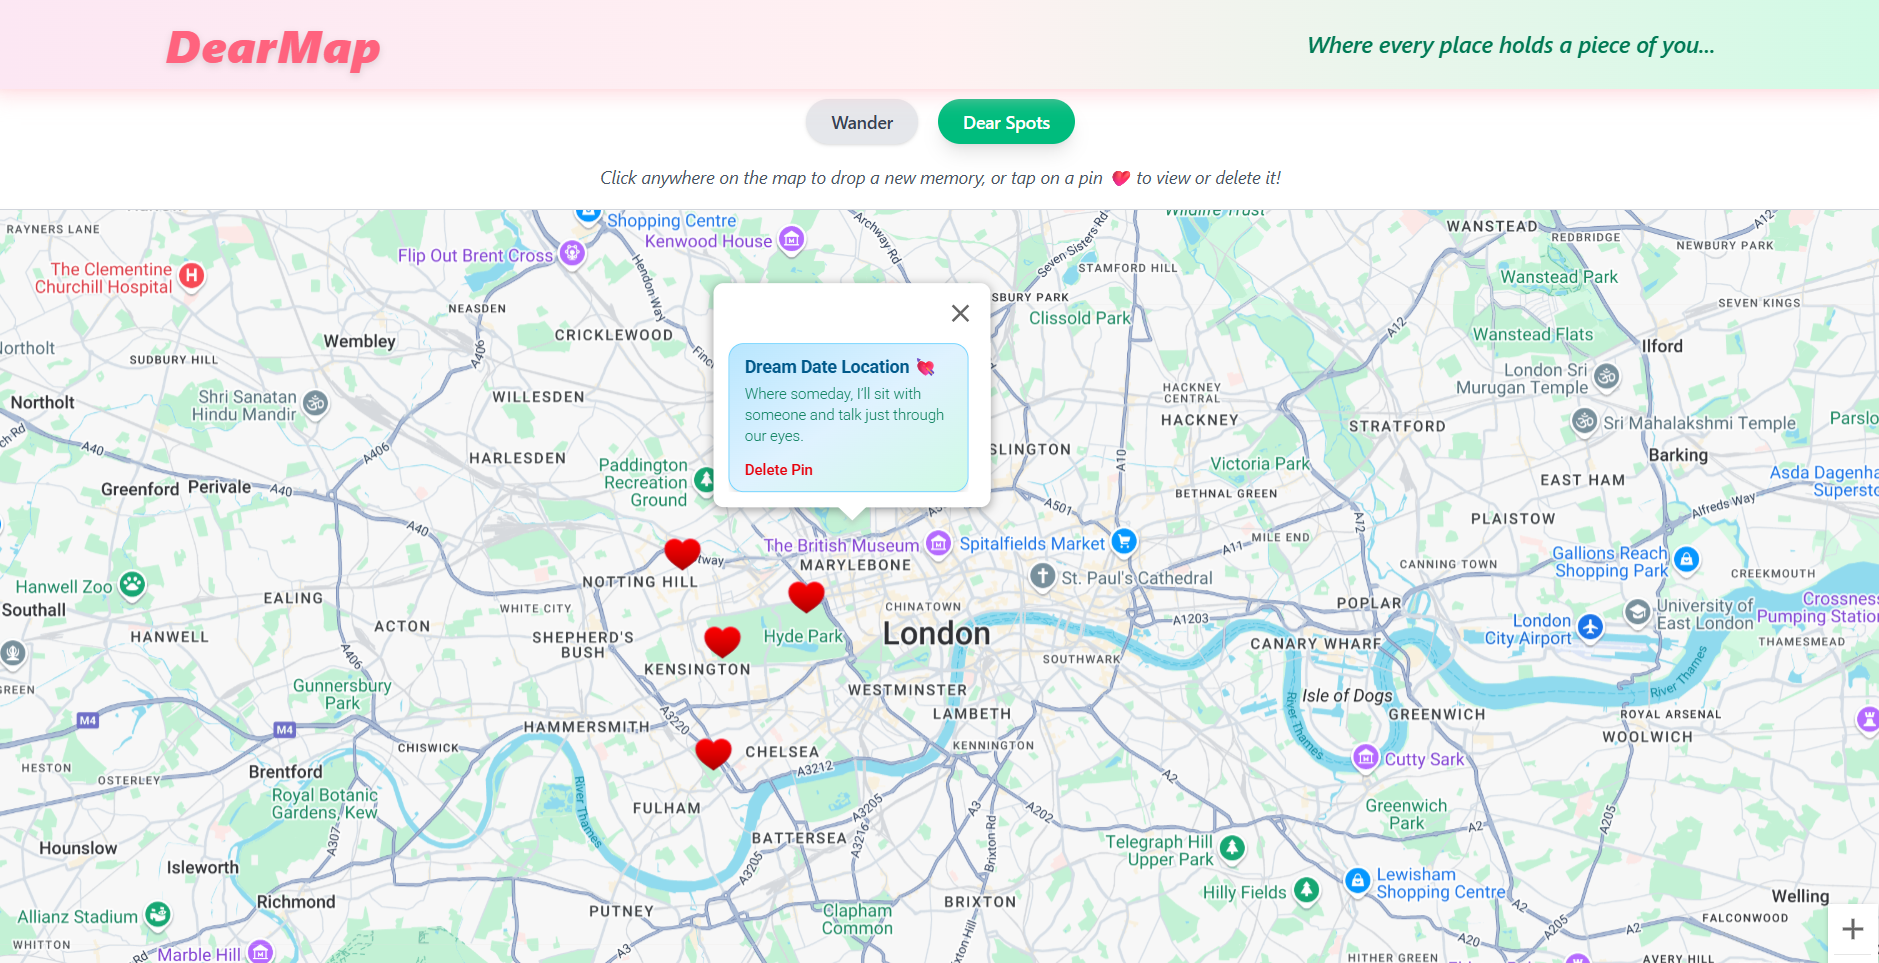 DearMap
Where every place holds a piece of you...
Wander
Dear Spots
Click anywhere on the map to drop a new memory, or tap on a pin to view or delete it!
RAYNERS LANE
Shopping Centre
Kenwood House
Flip Out Brent Cross
Archway Rd
Seven Sisters Rd
Wildlife Trust
WANSTEAD
REDBRIDGE
A12
NEWBURY PARK
The Clementine
Churchill Hospital
Hendon Way
STAMFORD HILL
Wanstead Park
NEASDEN
SBURY PARK
Clissold Park
SEVEN KINGS
Wembley
CRICKLEWOOD
A12
Wanstead Flats
Ilford
ortholt
SUDBURY HILL
A406
Finc
Dream Date Location
Where someday, I'll sit with
someone and talk just through
our eyes.
Delete Pin
London Sri
Murugan Temple
Northolt
Shri Sanatan
Hindu Mandir
WILLESDEN
HACKNEY
CENTRAL
HACKNEY
STRATFORD
Sri Mahalakshmi Temple
Parslo
ch Rd
A40
A406
HARLESDEN
SLINGTON
A10
Victoria Park
Barking
Paddington
Recreation
Ground
Greenford
Perivale
A40
BETHNAL GREEN
EAST HAM
Asda Dagenha
Supersto
A40
A501
A12
PLAISTOW
Alfreds Way
tway
The British Museum
Spitalfields Market
A11
MILE END
Gallions Reach
Shopping Park
MARYLEBONE
CANNING TOWN
CREEKMOUTH
Hanwell Zoo
NOTTING HILL
St. Paul's Cathedral
Southall
EALING
WHITE CITY
CHINATOWN
A1203
POPLAR
University of
East London
Crossness
Pumping Station
HANWELL
ACTON
SHEPHERD'S
BUSH
Hyde Park
London
CANARY WHARF
London
City Airport
THAMESMEAD
A406
KENSINGTON
SOUTHWARK
GREEN
Gunnersbury
Park
WESTMINSTER
Isle of Dogs
River Thames
River Thames
M4
M4
HAMMERSMITH
A3220
LAMBETH
GREENWICH
ROYAL ARSENAL
WOOLWICH
CHISWICK
CHELSEA
KENNINGTON
Cutty Sark
HESTON
OSTERLEY
Brentford
A3212
A2
Royal Botanic
Gardens, Kew
River Thames
FULHAM
A3205
A3
A202
Greenwich
Park
A205
Hounslow
A307
BATTERSEA
A3216
Brixton Rd
Telegraph Hill
Upper Park
A2
Isleworth
A3205
Lewisham
Shopping Centre
Richmond
Hilly Fields
Welling
Allianz Stadium
PUTNEY
Clapham
Common
BRIXTON
A2
A205
FALCONWOOD
WHITTON
Rd
Marble Hill
A3
A20
A2
HITHER GREEN
AVERY HILL